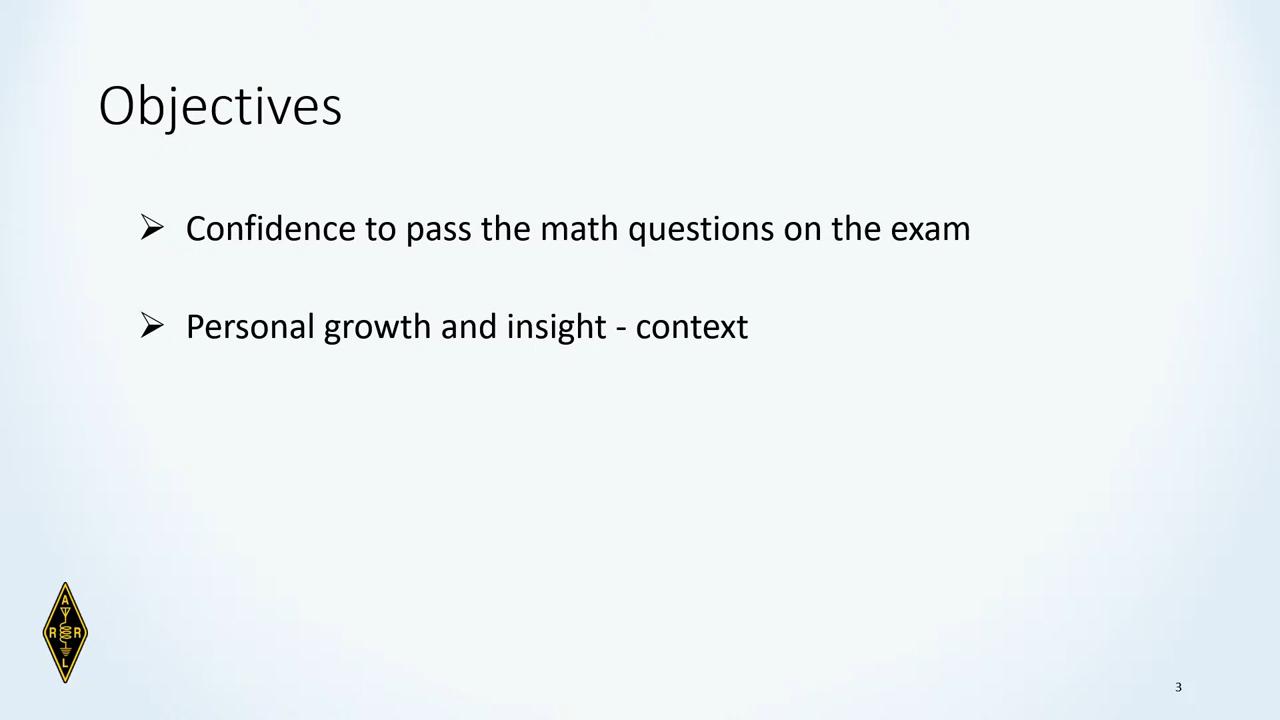 Objectives
➢ Confidence to pass the math questions on the exam
➢ Personal growth and insight - context
A
R R
L
3